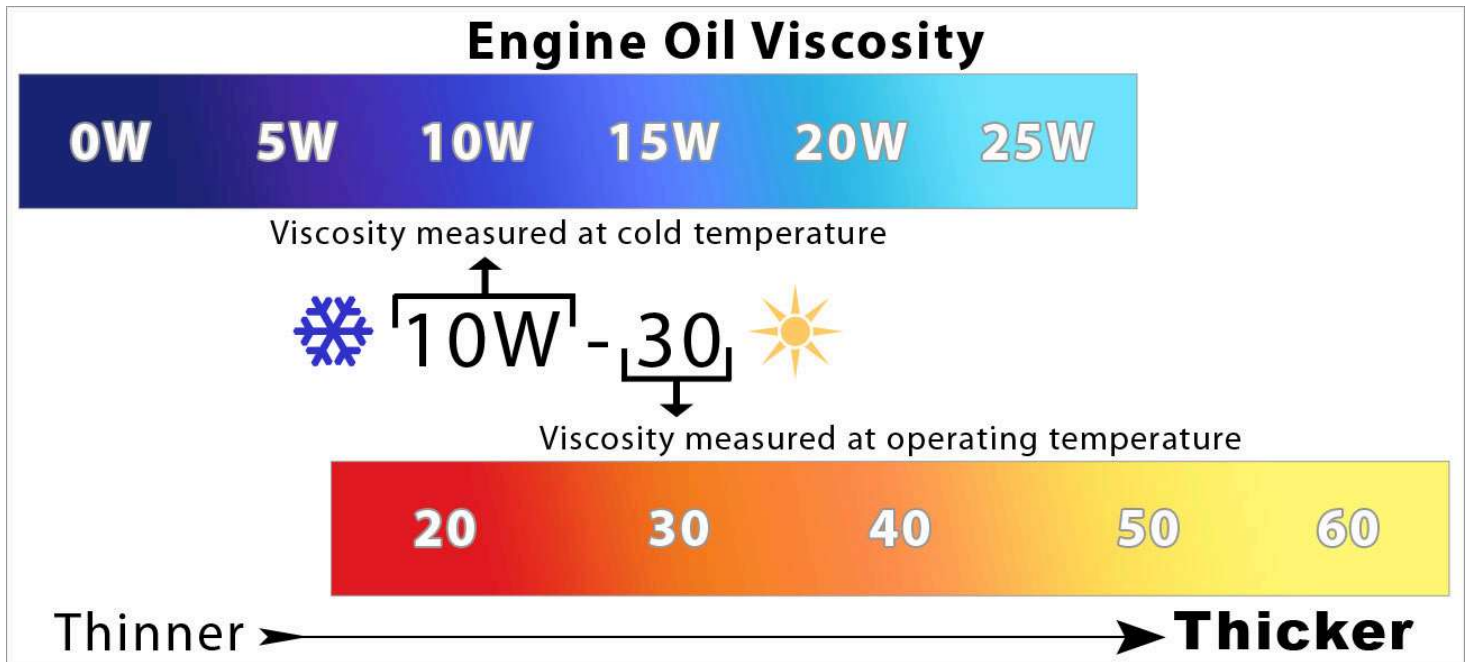 Engine Oil Viscosity
0W 5W 10W 15W 20W 25W
Viscosity measured at cold temperature
10W - 30
Viscosity measured at operating temperature
20 30 40 50 60
Thinner Thicker